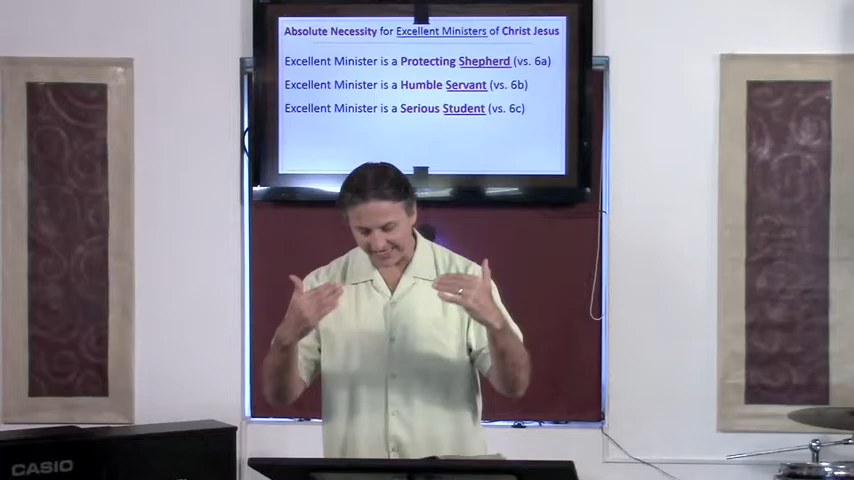 Absolute Necessity for Excellent Ministers of Christ Jesus
Excellent Minister is a Protecting Shepherd (vs. 6a)
Excellent Minister is a Humble Servant (vs. 6b)
Excellent Minister is a Serious Student (vs. 6c)
CASIO